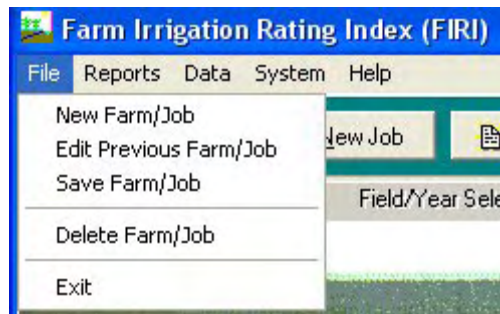 Farm Irrigation Rating Index (FIRI)
File Reports Data System Help
New Farm/Job
Edit Previous Farm/Job
Save Farm/Job
Delete Farm/Job
Exit
New Job
Field/Year Sele